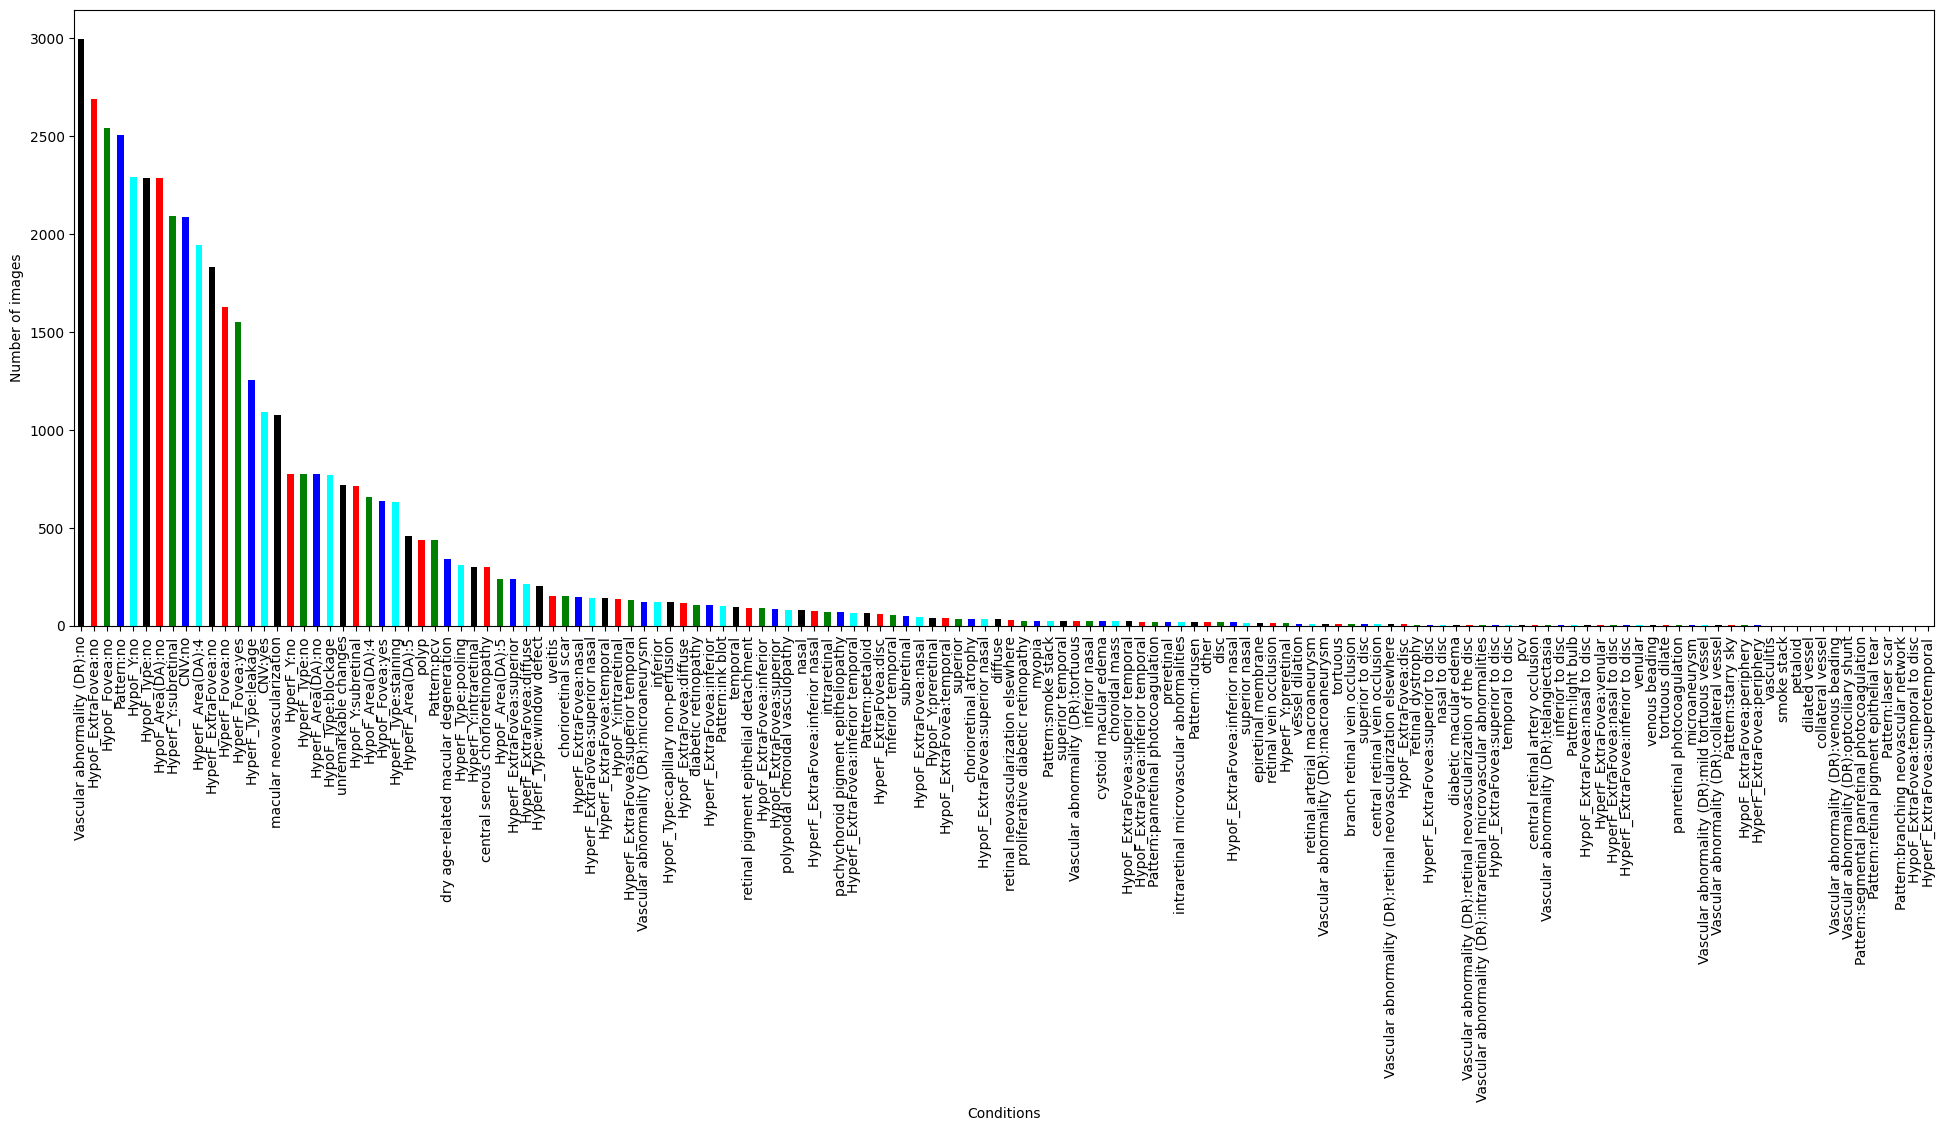 Number of images
3000
2500
2000
1500
1000
500
0
Vascular abnormality (DR):no
HypoF_ExtraFovea:no
HypoF_Fovea:no
Pattern:no
HypoF_Y:no
HypoF_Type:no
HypoF_Area(DA):no
HyperF_Y:subretinal
CNV:no
HyperF_Area(DA):4
HyperF_ExtraFovea:no
HyperF_Fovea:no
HyperF_Fovea:yes
HyperF_Type:leakage
CNV:yes
macular neovascularization
HyperF_Y:no
HyperF_Type:no
HyperF_Area(DA):no
HypoF_Type:blockage
unremarkable changes
HypoF_Y:subretinal
HypoF_Area(DA):4
HypoF_Fovea:yes
HyperF_Type:staining
HyperF_Area(DA):5
polyp
Pattern:pcv
dry age-related macular degeneration
HyperF_Type:pooling
HyperF_Y:intraretinal
central serous chorioretinopathy
HypoF_Area(DA):5
HyperF_ExtraFovea:superior
HyperF_ExtraFovea:diffuse
HyperF_Type:window defect
uveitis
chorioretinal scar
HyperF_ExtraFovea:nasal
HyperF_ExtraFovea:superior nasal
HyperF_ExtraFovea:temporal
HypoF_Y:intraretinal
HyperF_ExtraFovea:superior temporal
Vascular abnormality (DR):microaneurysm
inferior
HypoF_Type:capillary non-perfusion
HypoF_ExtraFovea:diffuse
diabetic retinopathy
HyperF_ExtraFovea:inferior
Pattern:ink blot
temporal
retinal pigment epithelial detachment
HypoF_ExtraFovea:inferior
HypoF_ExtraFovea:superior
polypoidal choroidal vasculopathy
nasal
HyperF_ExtraFovea:inferior nasal
intraretinal
pachychoroid pigment epitheliopathy
HyperF_ExtraFovea:inferior temporal
Pattern:petaloid
HyperF_ExtraFovea:disc
Inferior temporal
subretinal
HypoF_ExtraFovea:nasal
HypoF_Y:preretinal
HypoF_ExtraFovea:temporal
superior
chorioretinal atrophy
HypoF_ExtraFovea:superior nasal
diffuse
retinal neovascularization elsewhere
proliferative diabetic retinopathy
myopia
Pattern:smoke stack
superior temporal
Vascular abnormality (DR):tortuous
inferior nasal
cystoid macular edema
choroidal mass
HypoF_ExtraFovea:superior temporal
HypoF_ExtraFovea:inferior temporal
Pattern:panretinal photocoagulation
preretinal
intraretinal microvascular abnormalities
Pattern:drusen
other
disc
HypoF_ExtraFovea:inferior nasal
superior nasal
epiretinal membrane
retinal vein occlusion
HyperF_Y:preretinal
vessel dilation
retinal arterial macroaneurysm
Vascular abnormality (DR):macroaneurysm
tortuous
branch retinal vein occlusion
superior to disc
central retinal vein occlusion
Vascular abnormality (DR):retinal neovascularization elsewhere
HypoF_ExtraFovea:disc
retinal dystrophy
HyperF_ExtraFovea:superior to disc
nasal to disc
diabetic macular edema
Vascular abnormality (DR):retinal neovascularization of the disc
Vascular abnormality (DR):intraretinal microvascular abnormalities
HypoF_ExtraFovea:superior to disc
temporal to disc
pcv
central retinal artery occlusion
Vascular abnormality (DR):telangiectasia
inferior to disc
Pattern:light bulb
HypoF_ExtraFovea:nasal to disc
HyperF_ExtraFovea:venular
HyperF_ExtraFovea:nasal to disc
HyperF_ExtraFovea:inferior to disc
venular
venous beading
tortuous dilate
panretinal photocoagulation
microaneurysm
Vascular abnormality (DR):mild tortuous vessel
Vascular abnormality (DR):collateral vessel
Pattern:starry sky
HypoF_ExtraFovea:periphery
HyperF_ExtraFovea:periphery
vasculitis
smoke stack
petaloid
dilated vessel
collateral vessel
Vascular abnormality (DR):venous beading
Vascular abnormality (DR):optociliary shunt
Pattern:segmental panretinal photocoagulation
Pattern:retinal pigment epithelial tear
Pattern:laser scar
Pattern:branching neovascular network
HypoF_ExtraFovea:temporal to disc
HyperF_ExtraFovea:superotemporal
Conditions